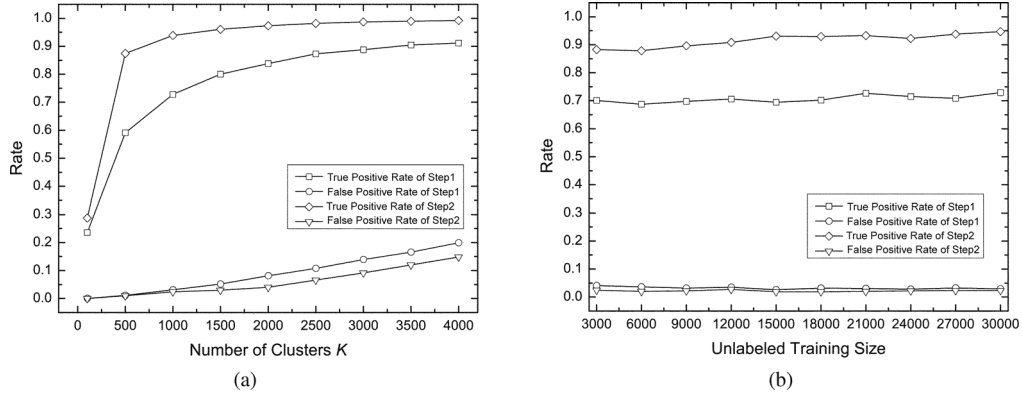 1.0
0.9
0.8
0.7
0.6
0.5
0.4
0.3
0.2
0.1
0.0
Rate
True Positive Rate of Step1
False Positive Rate of Step1
True Positive Rate of Step2
False Positive Rate of Step2
0 500 1000 1500 2000 2500 3000 3500 4000
Number of Clusters K
(a)
1.0
0.9
0.8
0.7
0.6
0.5
0.4
0.3
0.2
0.1
0.0
Rate
True Positive Rate of Step1
False Positive Rate of Step1
True Positive Rate of Step2
False Positive Rate of Step2
3000 6000 9000 12000 15000 18000 21000 24000 27000 30000
Unlabeled Training Size
(b)